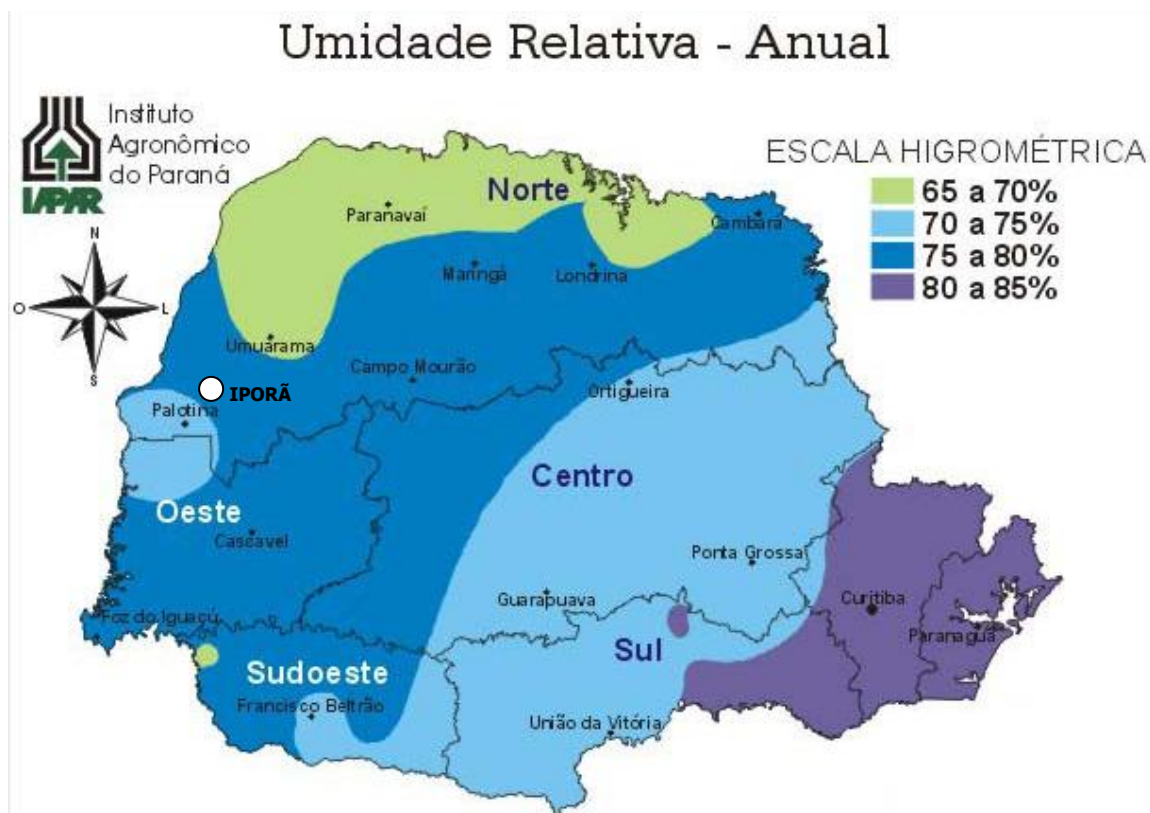 Umidade Relativa - Anual
Instituto
Agronômico
do Paraná
IAPAR
ESCALA HIGROMÉTRICA
65 a 70%
70 a 75%
75 a 80%
80 a 85%
N
O
L
S
Norte
Paranavaí
Cambará
Maringá
Londrina
Umuarama
Campo Mourão
IPORÃ
Ortigueira
Palotina
Centro
Oeste
Cascavel
Ponta Grossa
Guarapuava
Curitiba
Foz do Iguaçú
Paranaguá
Sul
Sudoeste
Francisco Beltrão
União da Vitória